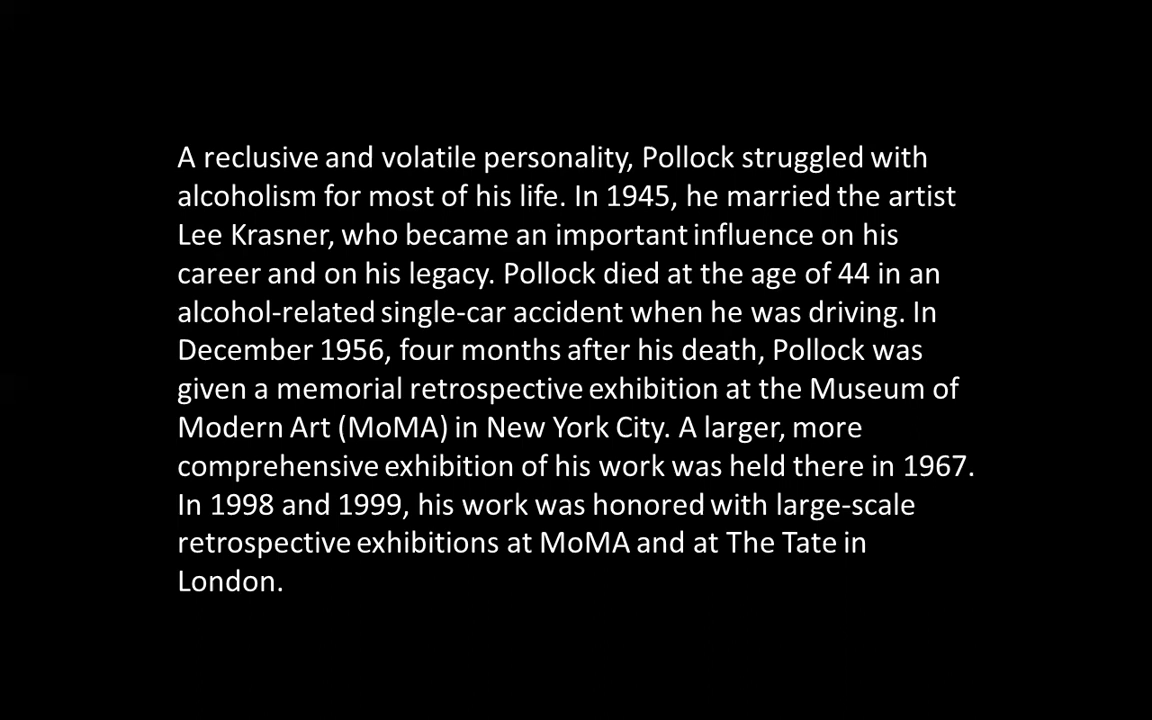 A reclusive and volatile personality, Pollock struggled with
alcoholism for most of his life. In 1945, he married the artist
Lee Krasner, who became an important influence on his
career and on his legacy. Pollock died at the age of 44 in an
alcohol-related single-car accident when he was driving. In
December 1956, four months after his death, Pollock was
given a memorial retrospective exhibition at the Museum of
Modern Art (MoMA) in New York City. A larger, more
comprehensive exhibition of his work was held there in 1967.
In 1998 and 1999, his work was honored with large-scale
retrospective exhibitions at MoMA and at The Tate in
London.